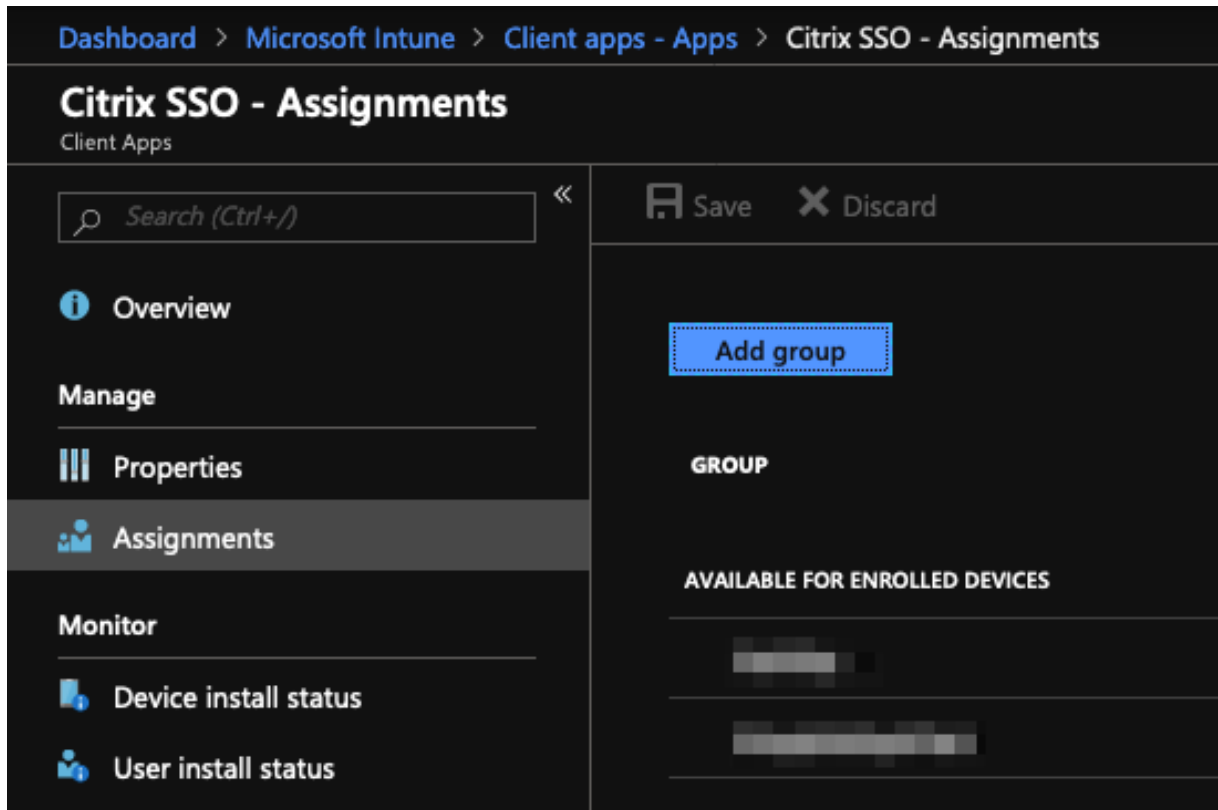 Dashboard > Microsoft Intune > Client apps - Apps > Citrix SSO - Assignments
Citrix SSO - Assignments
Client Apps
Search (Ctrl+/)
«
Overview
Manage
Properties
Assignments
Monitor
Device install status
User install status
Save
Discard
Add group
GROUP
AVAILABLE FOR ENROLLED DEVICES